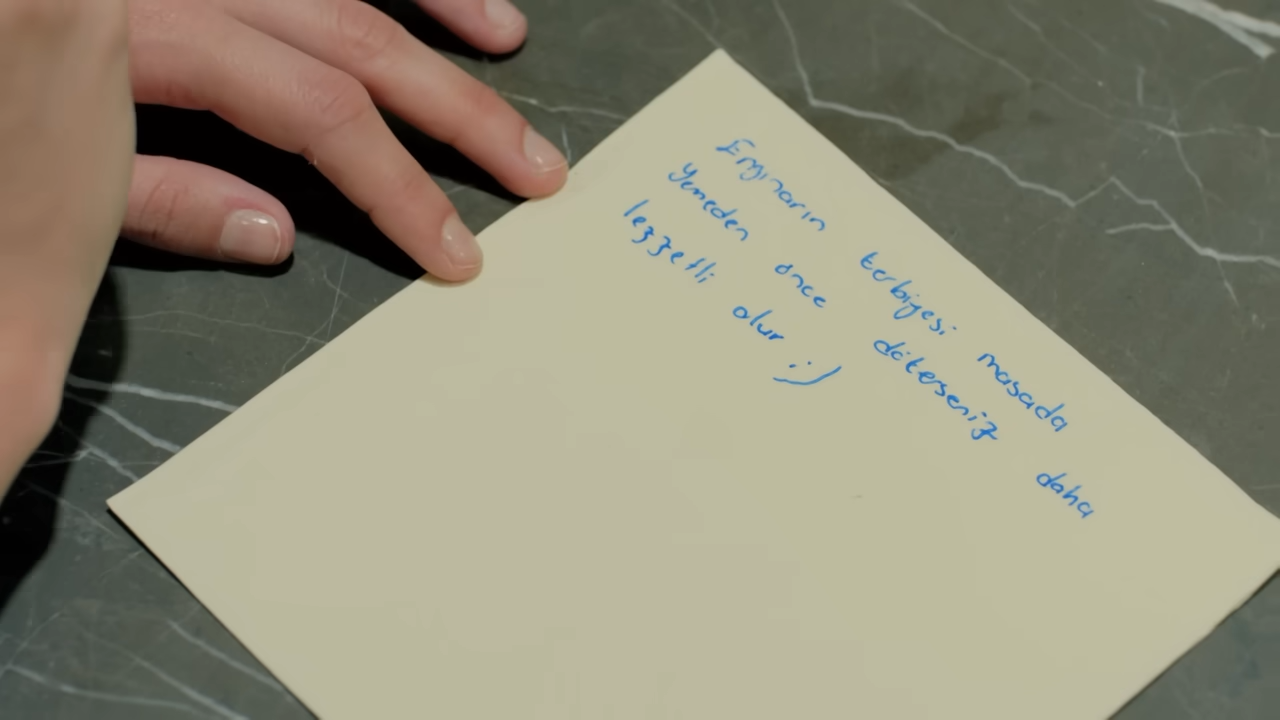 Enginarın terbiyesi masada
yemeden önce dökerseniz daha
lezzetli olur :)